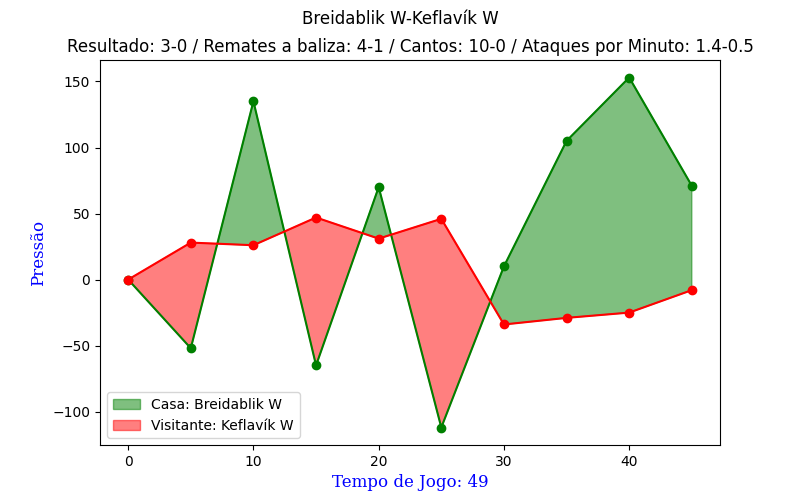 Breidablik W-Keflavík W
Resultado: 3-0 / Remates a baliza: 4-1 / Cantos: 10-0 / Ataques por Minuto: 1.4-0.5
150
100
50
0
−50
−100
Pressão
Casa: Breidablik W
Visitante: Keflavík W
0 10 20 30 40
Tempo de Jogo: 49